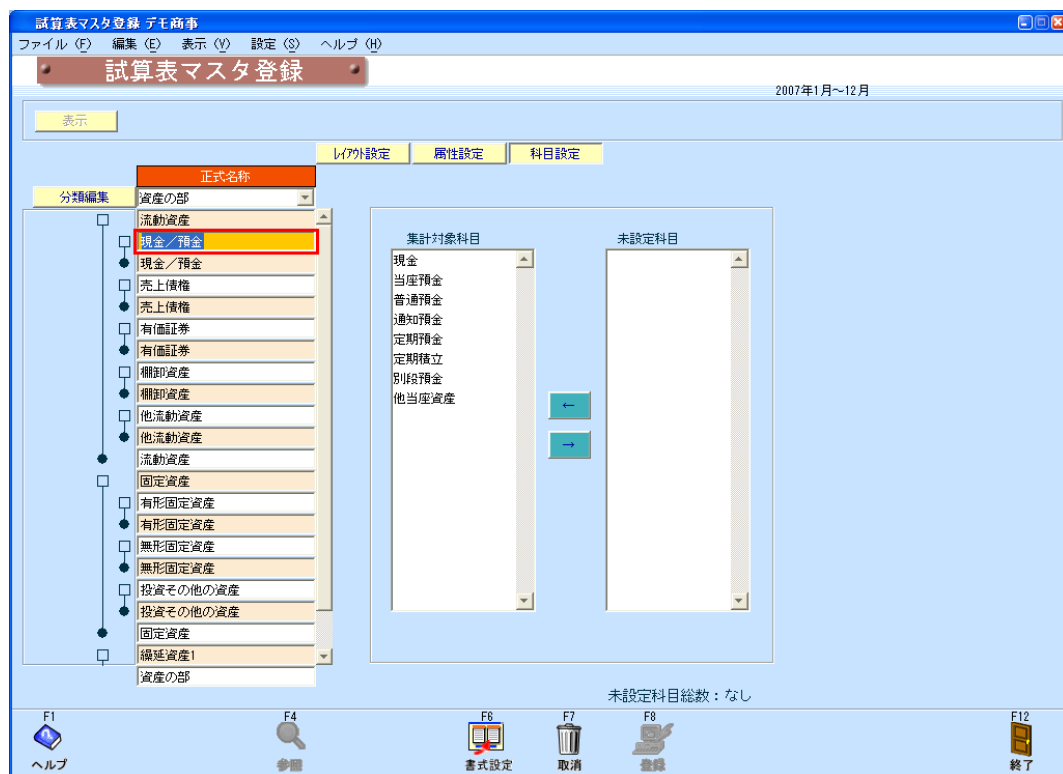 試算表マスタ登録 デモ商事
ファイル (F) 編集 (E) 表示 (V) 設定 (S) ヘルプ (H)
試算表マスタ登録
2007年1月～12月
表示
ﾚｲｱｳﾄ設定 属性設定 科目設定
正式名称
分類編集 資産の部
流動資産
現金／預金
現金／預金
売上債権
売上債権
有価証券
有価証券
棚卸資産
棚卸資産
他流動資産
他流動資産
流動資産
固定資産
有形固定資産
有形固定資産
無形固定資産
無形固定資産
投資その他の資産
投資その他の資産
固定資産
繰延資産1
資産の部
集計対象科目
現金
当座預金
普通預金
通知預金
定期預金
定期積立
別段預金
他当座資産
←
→
未設定科目
未設定科目総数：なし
F1 F4 F6 F7 F8 F12
ヘルプ 参照 書式設定 取消 登録 終了